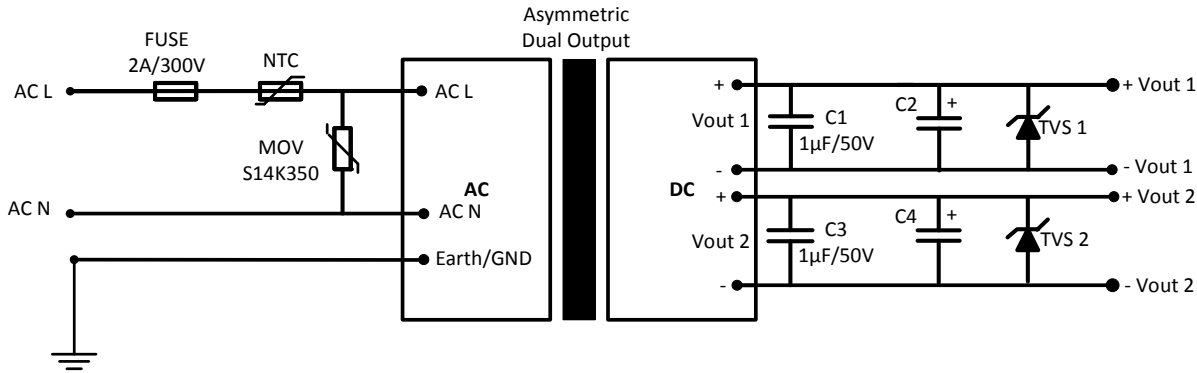 Asymmetric
Dual Output
FUSE
2A/300V
NTC
AC L
AC L
MOV
S14K350
AC
AC N
AC N
Earth/GND
DC
+
Vout 1
-
+
Vout 2
-
C1
1µF/50V
C2
+
TVS 1
+ Vout 1
- Vout 1
+ Vout 2
C3
1µF/50V
C4
+
TVS 2
- Vout 2